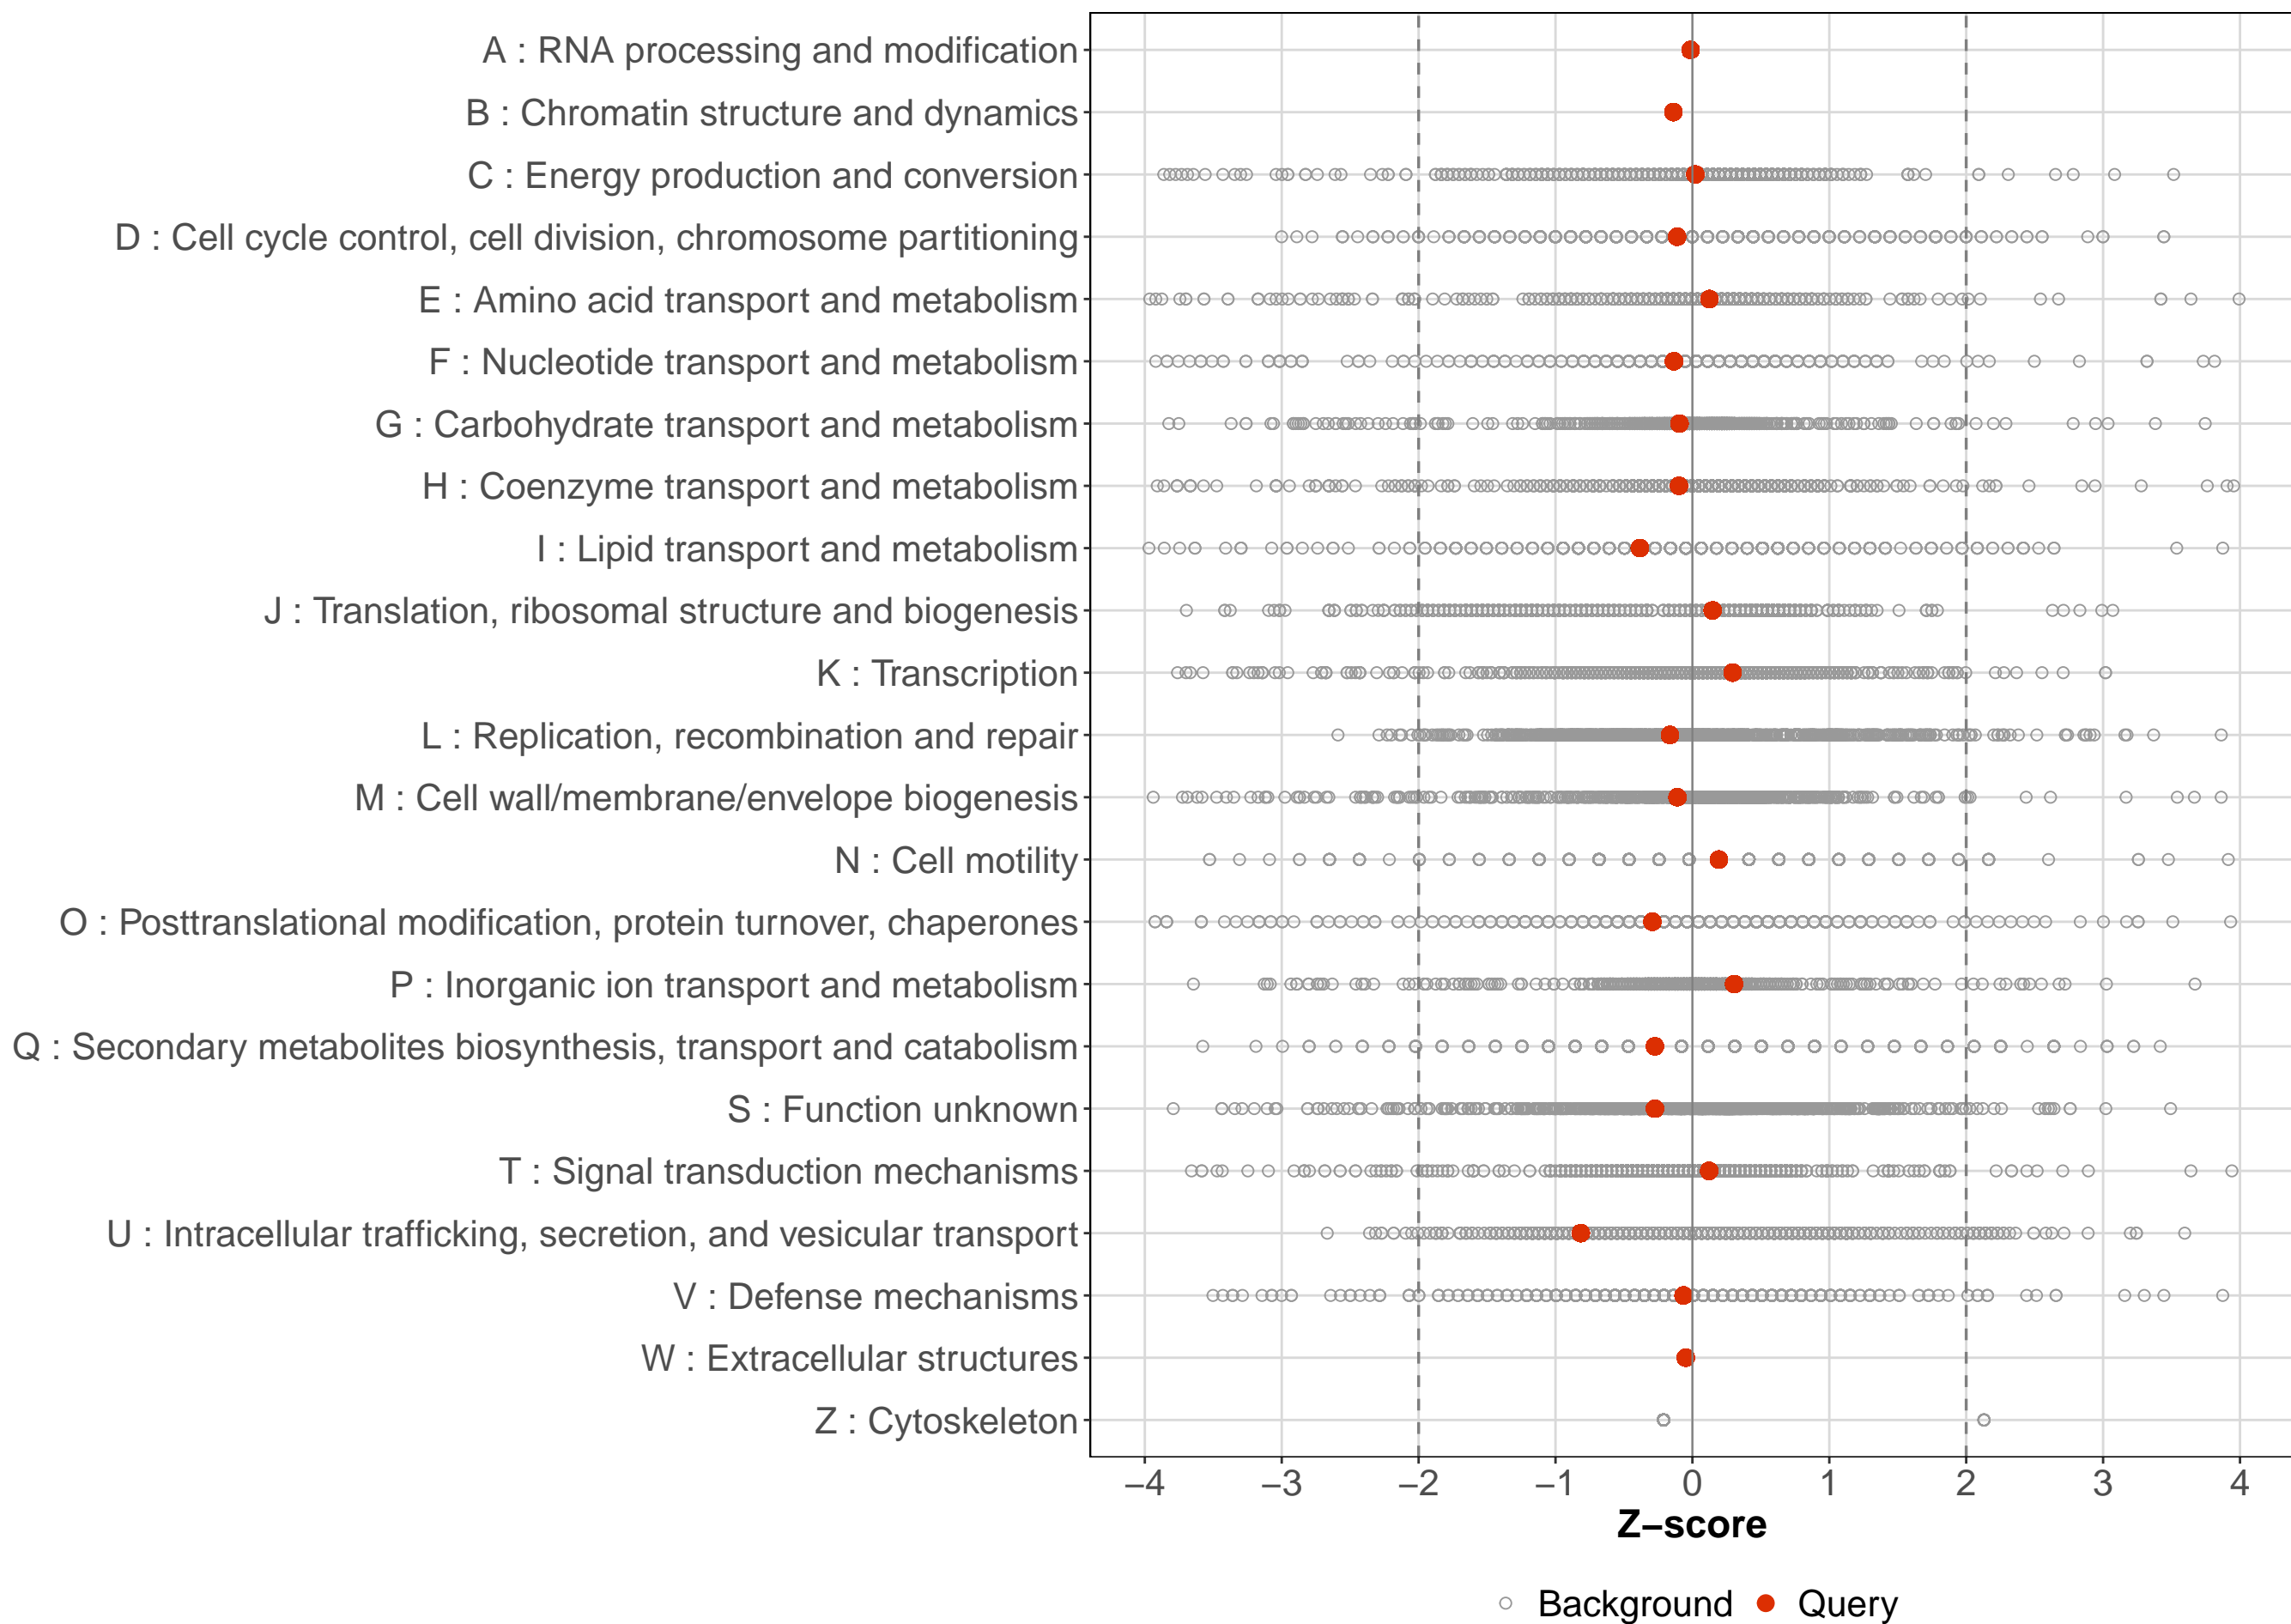 A : RNA processing and modification
B : Chromatin structure and dynamics
C : Energy production and conversion
D : Cell cycle control, cell division, chromosome partitioning
E : Amino acid transport and metabolism
F : Nucleotide transport and metabolism
G : Carbohydrate transport and metabolism
H : Coenzyme transport and metabolism
I : Lipid transport and metabolism
J : Translation, ribosomal structure and biogenesis
K : Transcription
L : Replication, recombination and repair
M : Cell wall/membrane/envelope biogenesis
N : Cell motility
O : Posttranslational modification, protein turnover, chaperones
P : Inorganic ion transport and metabolism
Q : Secondary metabolites biosynthesis, transport and catabolism
S : Function unknown
T : Signal transduction mechanisms
U : Intracellular trafficking, secretion, and vesicular transport
V : Defense mechanisms
W : Extracellular structures
Z : Cytoskeleton
−4 −3 −2 −1 0 1 2 3 4
Z−score
Background Query